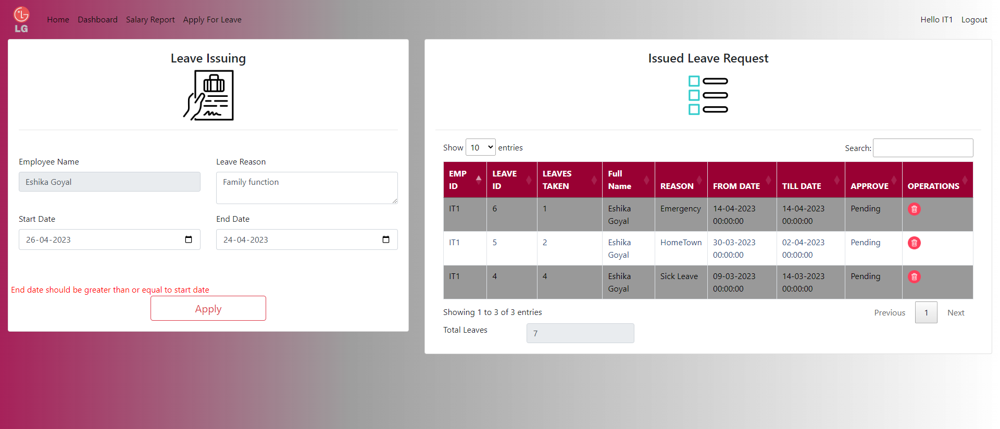 LG
Home Dashboard Salary Report Apply For Leave Hello IT1 Logout
Leave Issuing
Employee Name Leave Reason
Eshika Goyal Family function
Start Date End Date
26-04-2023 24-04-2023
End date should be greater than or equal to start date
Apply
Issued Leave Request
Show 10 entries Search:
EMP ID LEAVE ID LEAVES TAKEN Full Name REASON FROM DATE TILL DATE APPROVE OPERATIONS
IT1 6 1 Eshika Goyal Emergency 14-04-2023 00:00:00 14-04-2023 00:00:00 Pending
IT1 5 2 Eshika Goyal HomeTown 30-03-2023 00:00:00 02-04-2023 00:00:00 Pending
IT1 4 4 Eshika Goyal Sick Leave 09-03-2023 00:00:00 14-03-2023 00:00:00 Pending
Showing 1 to 3 of 3 entries Previous 1 Next
Total Leaves 7